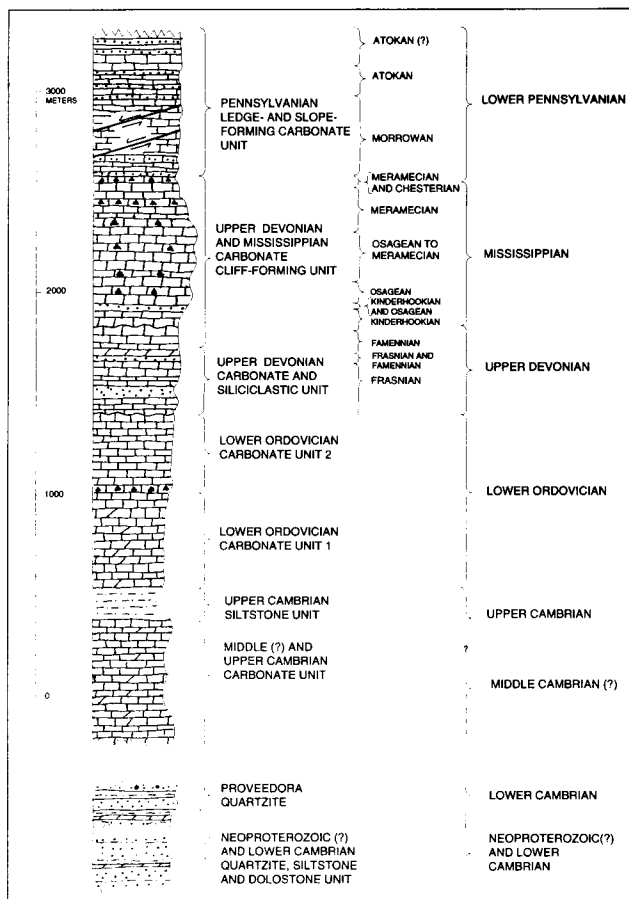 3000
METERS
2000
1000
0
PENNSYLVANIAN
LEDGE- AND SLOPE-
FORMING CARBONATE
UNIT
UPPER DEVONIAN
AND MISSISSIPPIAN
CARBONATE
CLIFF-FORMING UNIT
UPPER DEVONIAN
CARBONATE AND
SILICICLASTIC UNIT
LOWER ORDOVICIAN
CARBONATE UNIT 2
LOWER ORDOVICIAN
CARBONATE UNIT 1
UPPER CAMBRIAN
SILTSTONE UNIT
MIDDLE (?) AND
UPPER CAMBRIAN
CARBONATE UNIT
PROVEEDORA
QUARTZITE
NEOPROTEROZOIC (?)
AND LOWER CAMBRIAN
QUARTZITE, SILTSTONE
AND DOLOSTONE UNIT
ATOKAN (?)
ATOKAN
MORROWAN
MERAMECIAN
AND CHESTERIAN
MERAMECIAN
OSAGEAN TO
MERAMECIAN
OSAGEAN
KINDERHOOKIAN
AND OSAGEAN
KINDERHOOKIAN
FAMENNIAN
FRASNIAN AND
FAMENNIAN
FRASNIAN
LOWER PENNSYLVANIAN
MISSISSIPPIAN
UPPER DEVONIAN
LOWER ORDOVICIAN
UPPER CAMBRIAN
?
MIDDLE CAMBRIAN (?)
LOWER CAMBRIAN
NEOPROTEROZOIC(?)
AND LOWER
CAMBRIAN